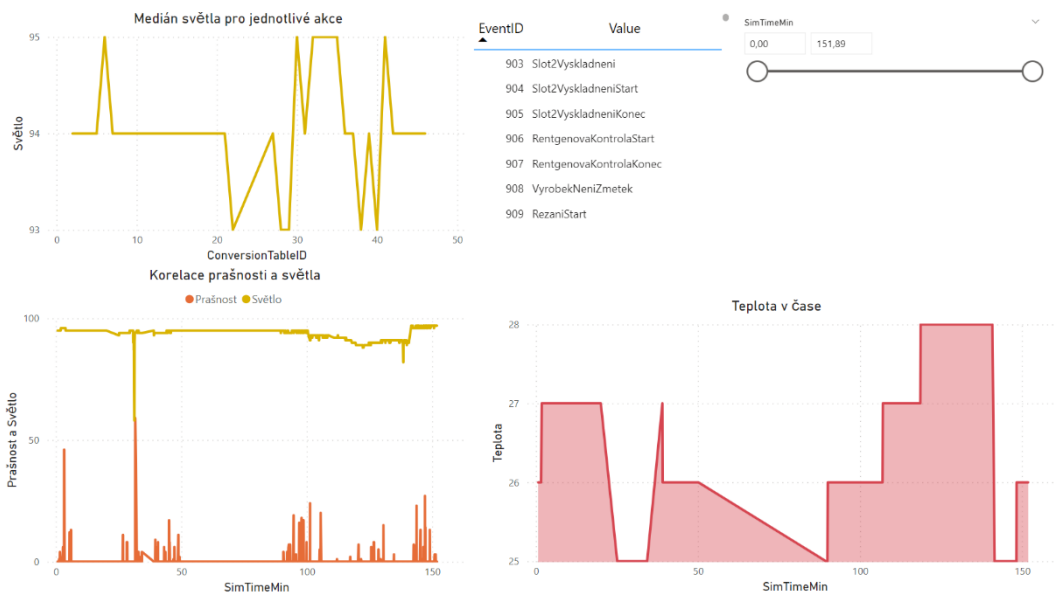 Medián světla pro jednotlivé akce
95
94
93
Světlo
0 10 20 30 40 50
ConversionTableID
EventID Value
903 Slot2Vyskladneni
904 Slot2VyskladneniStart
905 Slot2VyskladneniKonec
906 RentgenovaKontrolaStart
907 RentgenovaKontrolaKonec
908 VyrobekNeniZmetek
909 RezaniStart
SimTimeMin
0,00 151,89
Korelace prašnosti a světla
Prašnost Světlo
100
50
0
Prašnost a Světlo
0 50 100 150
SimTimeMin
Teplota v čase
28
27
26
25
Teplota
0 50 100 150
SimTimeMin